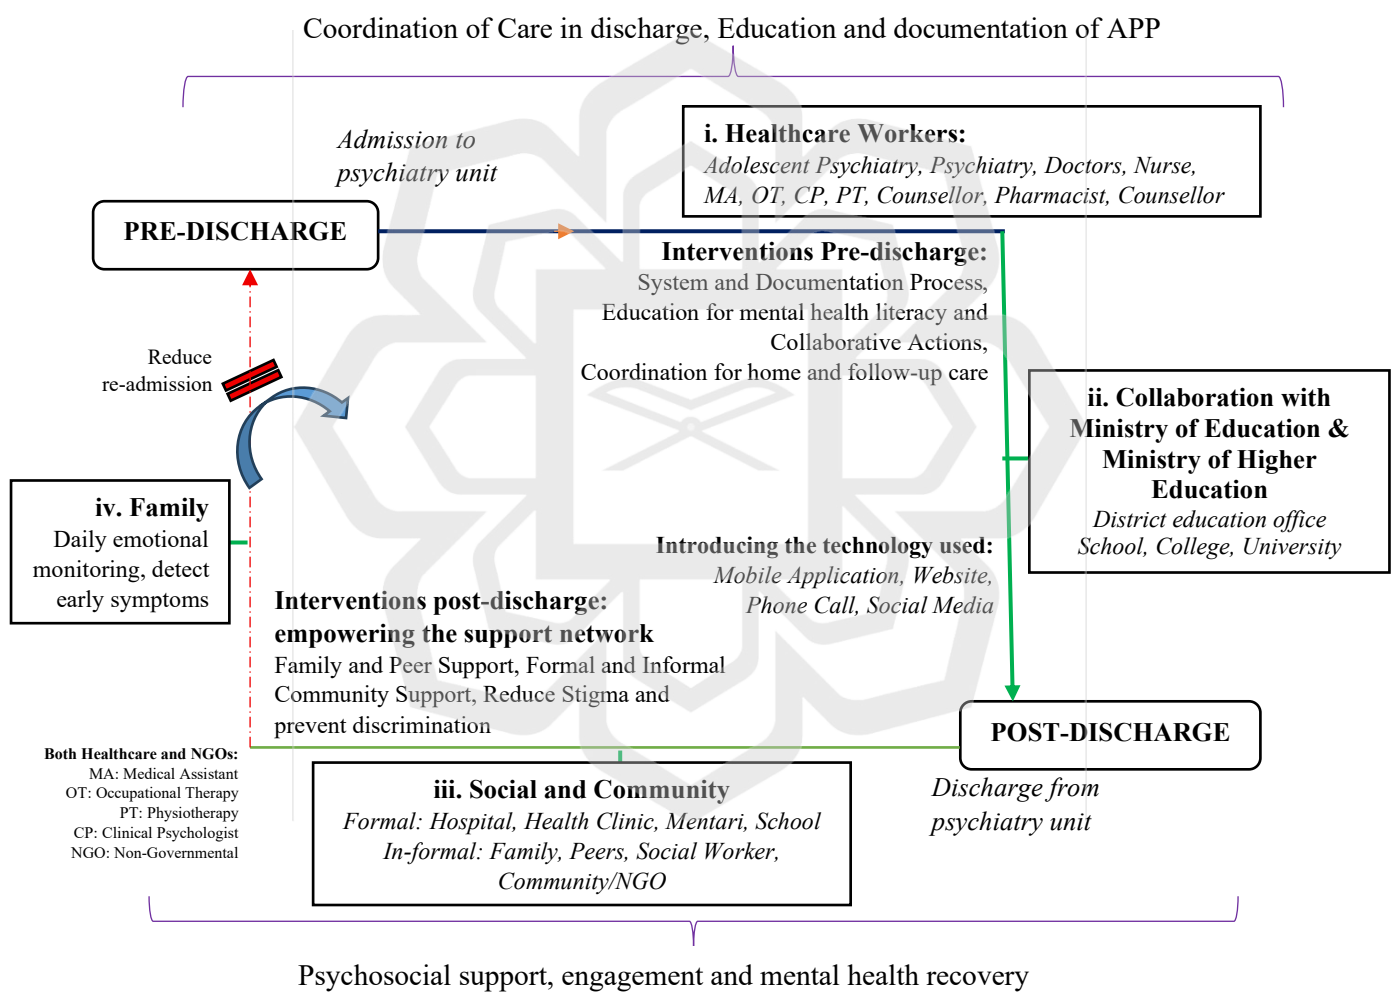 Coordination of Care in discharge, Education and documentation of APP
Admission to
psychiatry unit
i. Healthcare Workers:
Adolescent Psychiatry, Psychiatry, Doctors, Nurse,
MA, OT, CP, PT, Counsellor, Pharmacist, Counsellor
PRE-DISCHARGE
Interventions Pre-discharge:
System and Documentation Process,
Education for mental health literacy and
Collaborative Actions,
Coordination for home and follow-up care
Reduce
re-admission
ii. Collaboration with
Ministry of Education &
Ministry of Higher
Education
District education office
School, College, University
iv. Family
Daily emotional
monitoring, detect
early symptoms
Introducing the technology used:
Mobile Application, Website,
Phone Call, Social Media
Interventions post-discharge:
empowering the support network
Family and Peer Support, Formal and Informal
Community Support, Reduce Stigma and
prevent discrimination
POST-DISCHARGE
Discharge from
psychiatry unit
Both Healthcare and NGOs:
MA: Medical Assistant
OT: Occupational Therapy
PT: Physiotherapy
CP: Clinical Psychologist
NGO: Non-Governmental
iii. Social and Community
Formal: Hospital, Health Clinic, Mentari, School
In-formal: Family, Peers, Social Worker,
Community/NGO
Psychosocial support, engagement and mental health recovery